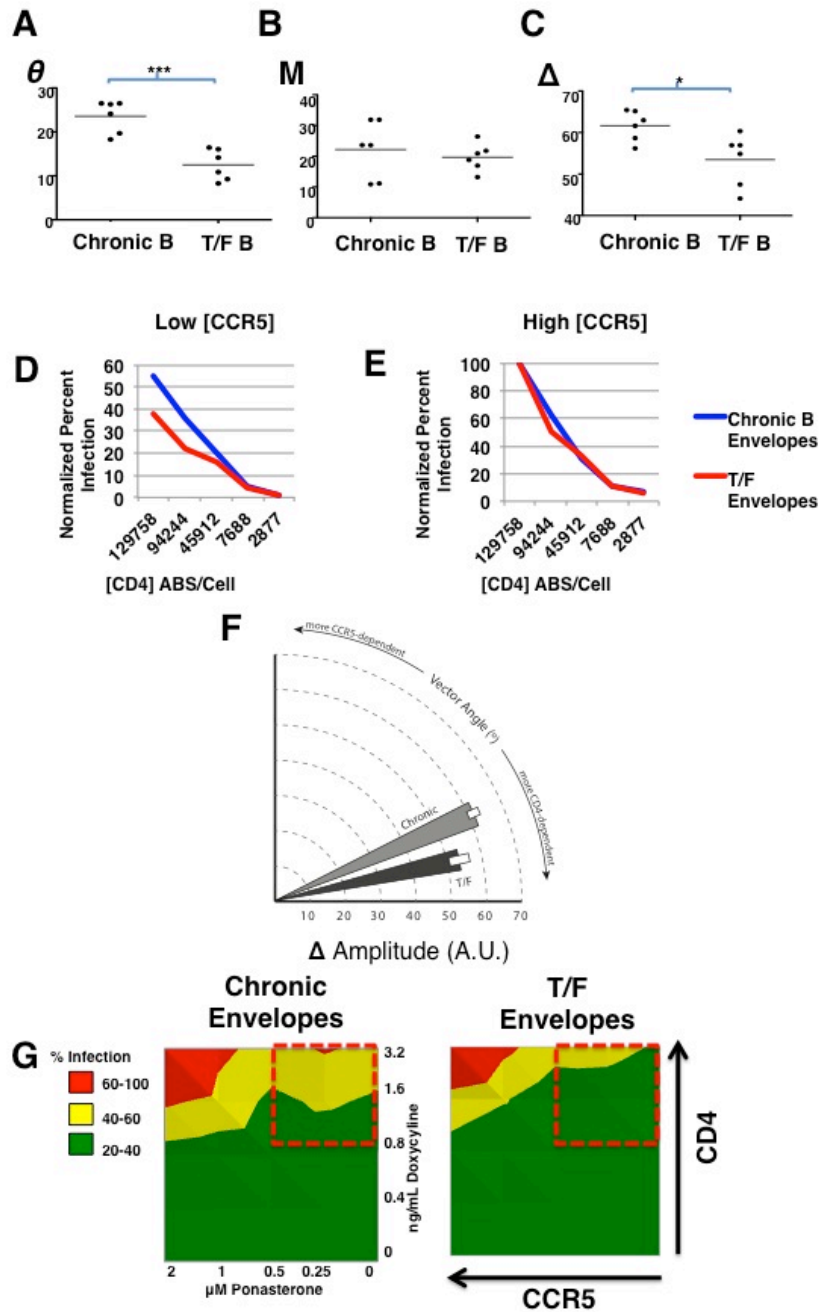 A
B
C
θ
M
Δ
***
*
30
20
10
0
40
30
20
10
0
70
60
50
40
Chronic B T/F B
Chronic B T/F B
Chronic B T/F B
Low [CCR5]
High [CCR5]
D
E
Normalized Percent
Infection
60
50
40
30
20
10
0
129758
94244
45912
7688
2877
[CD4] ABS/Cell
Normalized Percent
Infection
100
80
60
40
20
0
129758
94244
45912
7688
2877
[CD4] ABS/Cell
Chronic B
Envelopes
T/F
Envelopes
F
more CCR5-dependent
Vector Angle (º)
more CD4-dependent
Chronic
T/F
10 20 30 40 50 60 70
Δ Amplitude (A.U.)
Chronic
Envelopes
T/F
Envelopes
G
% Infection
60-100
40-60
20-40
3.2
1.6
0.8
0.4
0
ng/mL Doxycyline
2 1 0.5 0.25 0
µM Ponasterone
CD4
CCR5